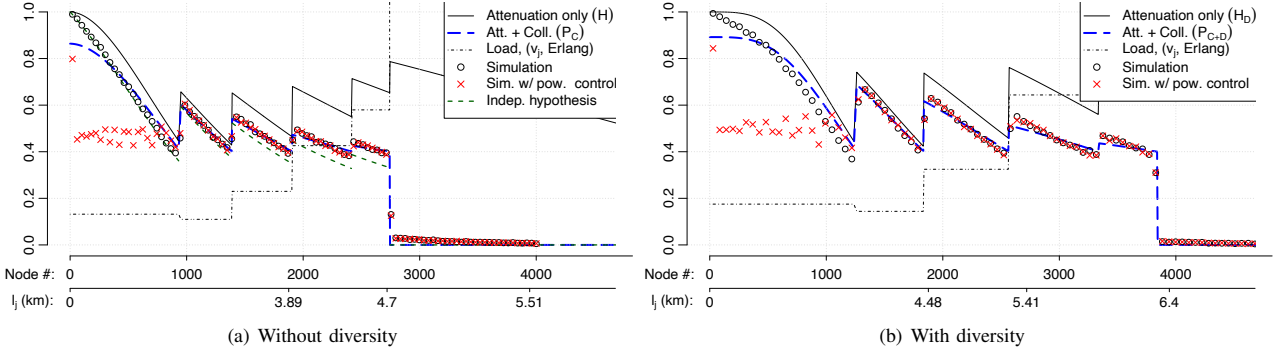 1.0
0.8
0.6
0.4
0.2
0.0
Attenuation only (H)
Att. + Coll. (P_C)
Load, (v_j, Erlang)
Simulation
Sim. w/ pow. control
Indep. hypothesis
Node #:
0 1000 2000 3000 4000
l_j (km):
0 3.89 4.7 5.51
(a) Without diversity
1.0
0.8
0.6
0.4
0.2
0.0
Attenuation only (H_D)
Att. + Coll. (P_{C+D})
Load, (v_j, Erlang)
Simulation
Sim. w/ pow. control
Node #:
0 1000 2000 3000 4000
l_j (km):
0 4.48 5.41 6.4
(b) With diversity